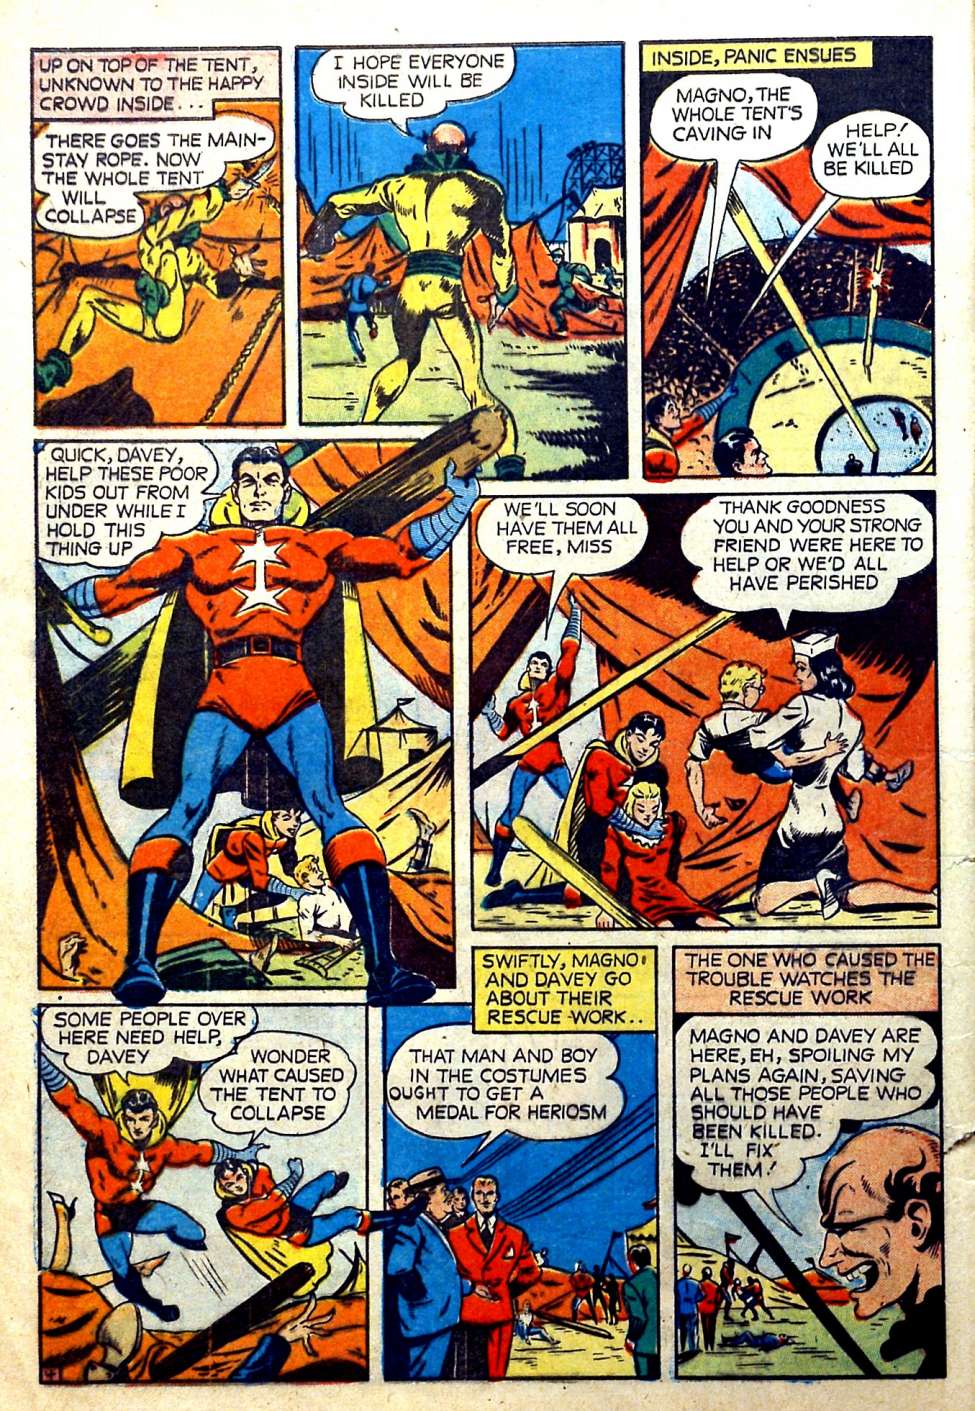 UP ON TOP OF THE TENT,
UNKNOWN TO THE HAPPY
CROWD INSIDE...
THERE GOES THE MAIN-
STAY ROPE. NOW
THE WHOLE TENT
WILL
COLLAPSE
I HOPE EVERYONE
INSIDE WILL BE
KILLED
INSIDE, PANIC ENSUES
MAGNO, THE
WHOLE TENT'S
CAVING IN
HELP!
WE'LL ALL
BE KILLED
QUICK, DAVEY,
HELP THESE POOR
KIDS OUT FROM
UNDER WHILE I
HOLD THIS
THING UP
WE'LL SOON
HAVE THEM ALL
FREE, MISS
THANK GOODNESS
YOU AND YOUR STRONG
FRIEND WERE HERE TO
HELP OR WE'D ALL
HAVE PERISHED
SOME PEOPLE OVER
HERE NEED HELP,
DAVEY
WONDER
WHAT CAUSED
THE TENT TO
COLLAPSE
SWIFTLY, MAGNO
AND DAVEY GO
ABOUT THEIR
RESCUE WORK..
THAT MAN AND BOY
IN THE COSTUMES
OUGHT TO GET A
MEDAL FOR HERIOSM
THE ONE WHO CAUSED THE
TROUBLE WATCHES THE
RESCUE WORK
MAGNO AND DAVEY ARE
HERE, EH, SPOILING MY
PLANS AGAIN, SAVING
ALL THOSE PEOPLE WHO
SHOULD HAVE
BEEN KILLED.
I'LL FIX
THEM!